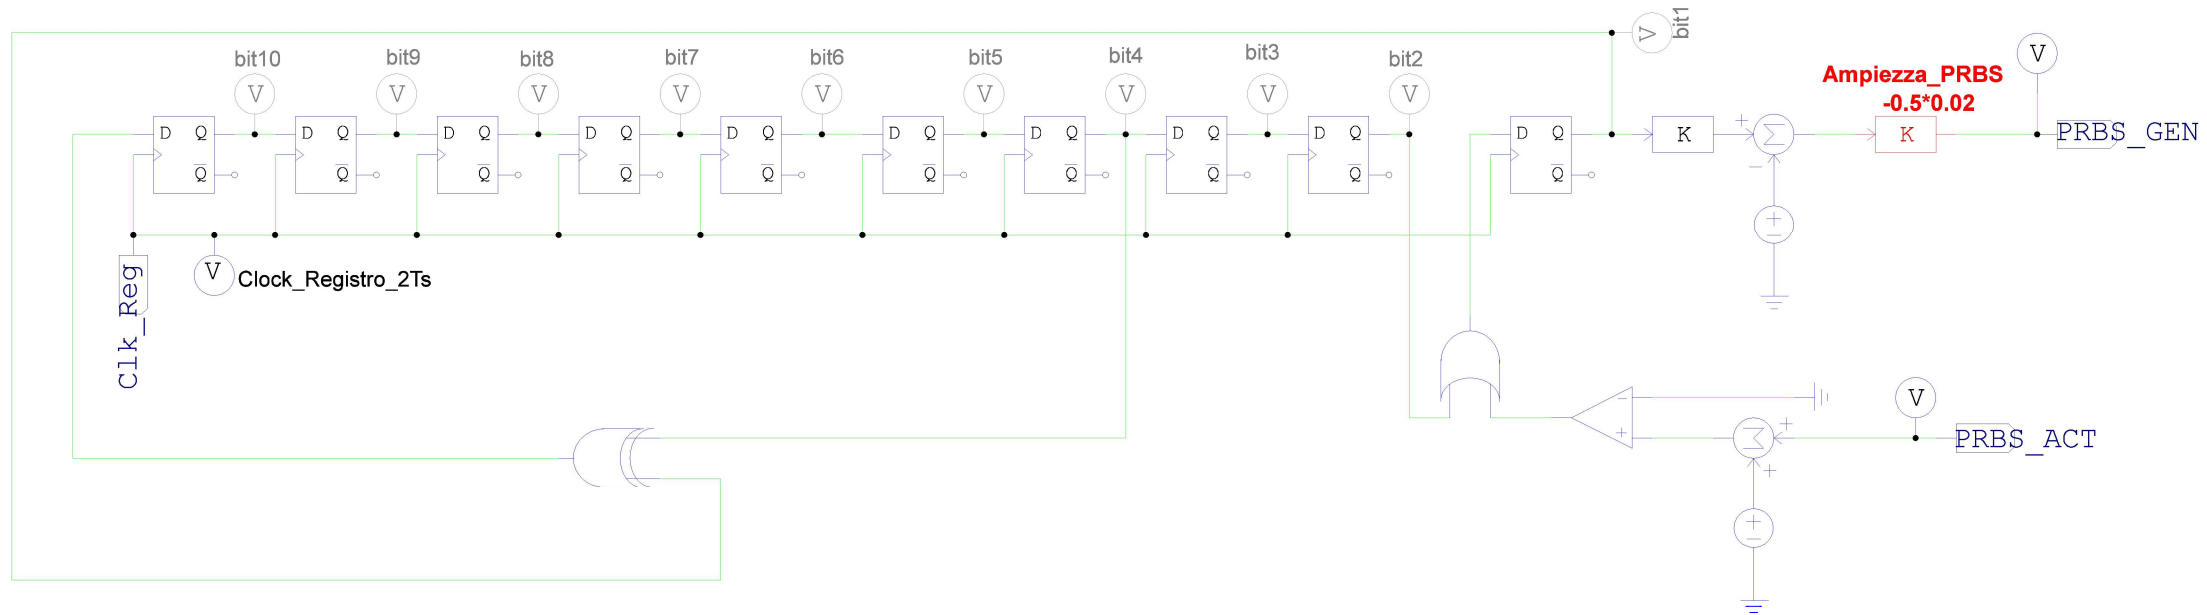 bit1
bit10
bit9
bit8
bit7
bit6
bit5
bit4
bit3
bit2
V
V
V
V
V
V
V
V
V
V
V
Ampiezza_PRBS
-0.5*0.02
D Q
Q
D Q
Q
D Q
Q
D Q
Q
D Q
Q
D Q
Q
D Q
Q
D Q
Q
D Q
Q
D Q
Q
K
+
Σ
−
K
PRBS_GEN
+
−
Clk_Reg
V
Clock_Registro_2Ts
−
+
Σ
+
+
V
PRBS_ACT
+
−